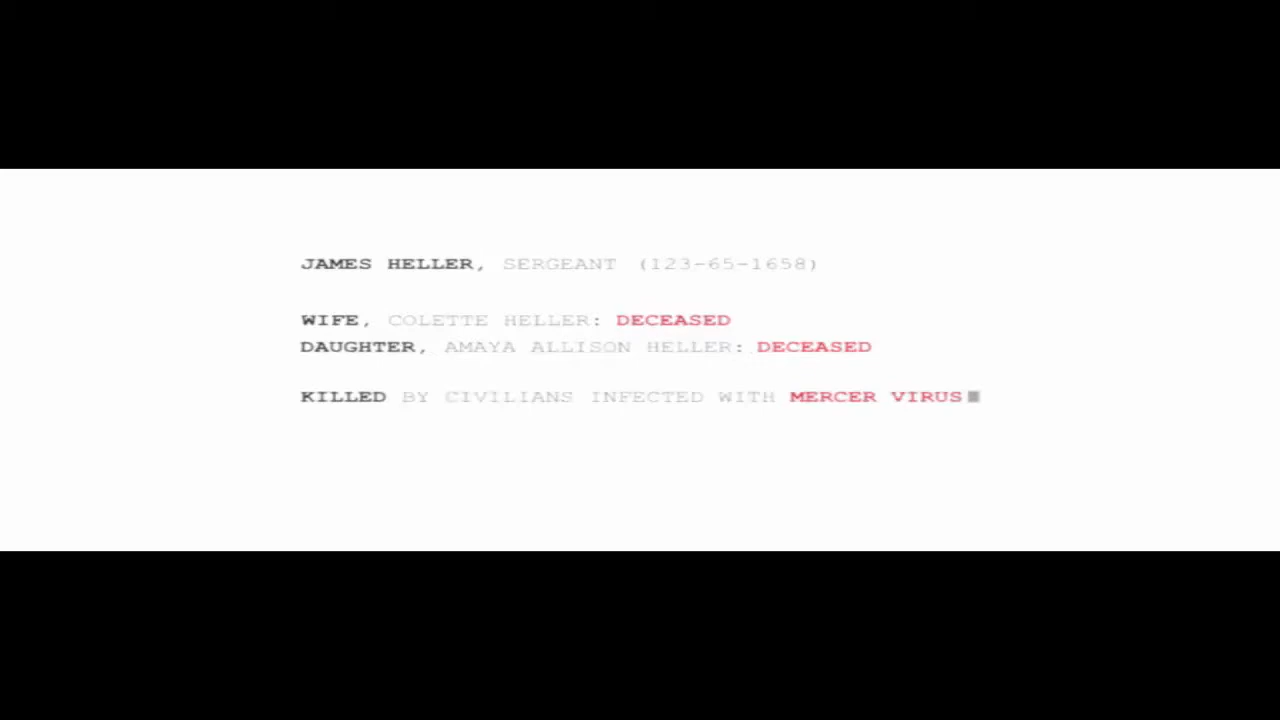 JAMES HELLER, SERGEANT (123-65-1658)
WIFE, COLETTE HELLER: DECEASED
DAUGHTER, AMAYA ALLISON HELLER: DECEASED
KILLED BY CIVILIANS INFECTED WITH MERCER VIRUS